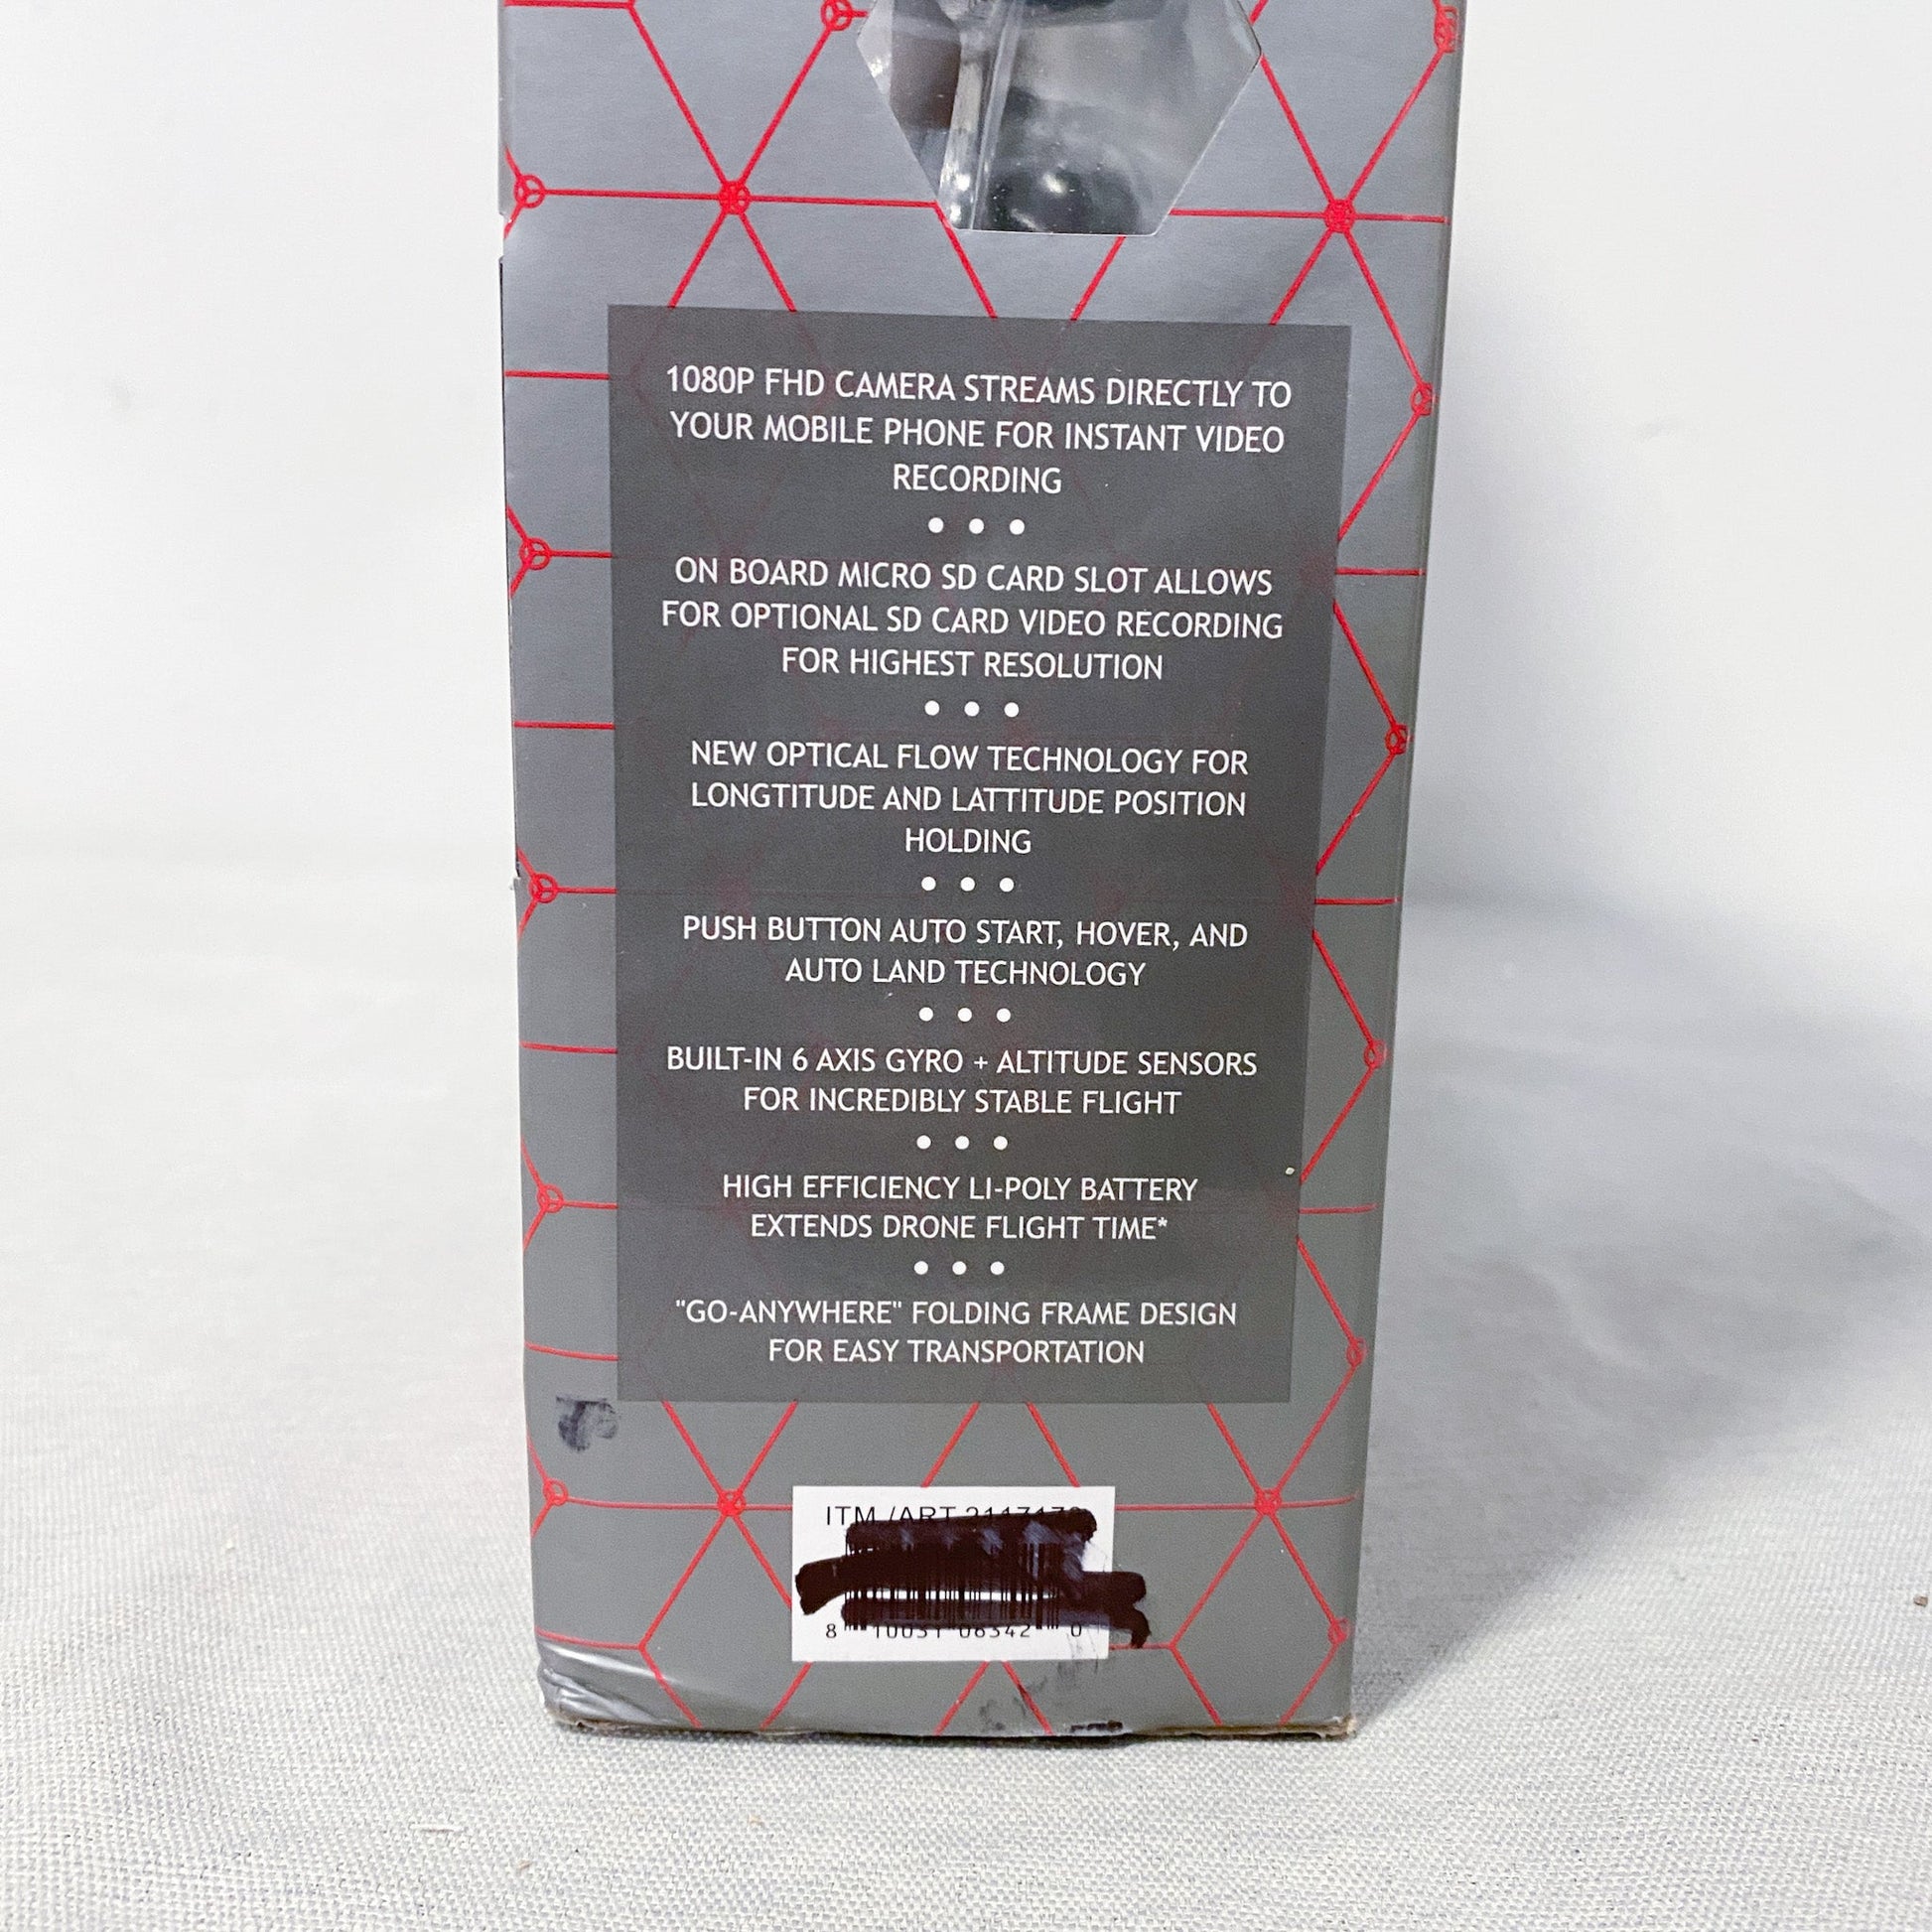 1080P FHD CAMERA STREAMS DIRECTLY TO
YOUR MOBILE PHONE FOR INSTANT VIDEO
RECORDING
ON BOARD MICRO SD CARD SLOT ALLOWS
FOR OPTIONAL SD CARD VIDEO RECORDING
FOR HIGHEST RESOLUTION
NEW OPTICAL FLOW TECHNOLOGY FOR
LONGTITUDE AND LATTITUDE POSITION
HOLDING
PUSH BUTTON AUTO START, HOVER, AND
AUTO LAND TECHNOLOGY
BUILT-IN 6 AXIS GYRO + ALTITUDE SENSORS
FOR INCREDIBLY STABLE FLIGHT
HIGH EFFICIENCY LI-POLY BATTERY
EXTENDS DRONE FLIGHT TIME*
"GO-ANYWHERE" FOLDING FRAME DESIGN
FOR EASY TRANSPORTATION
ITM /ART
8 0